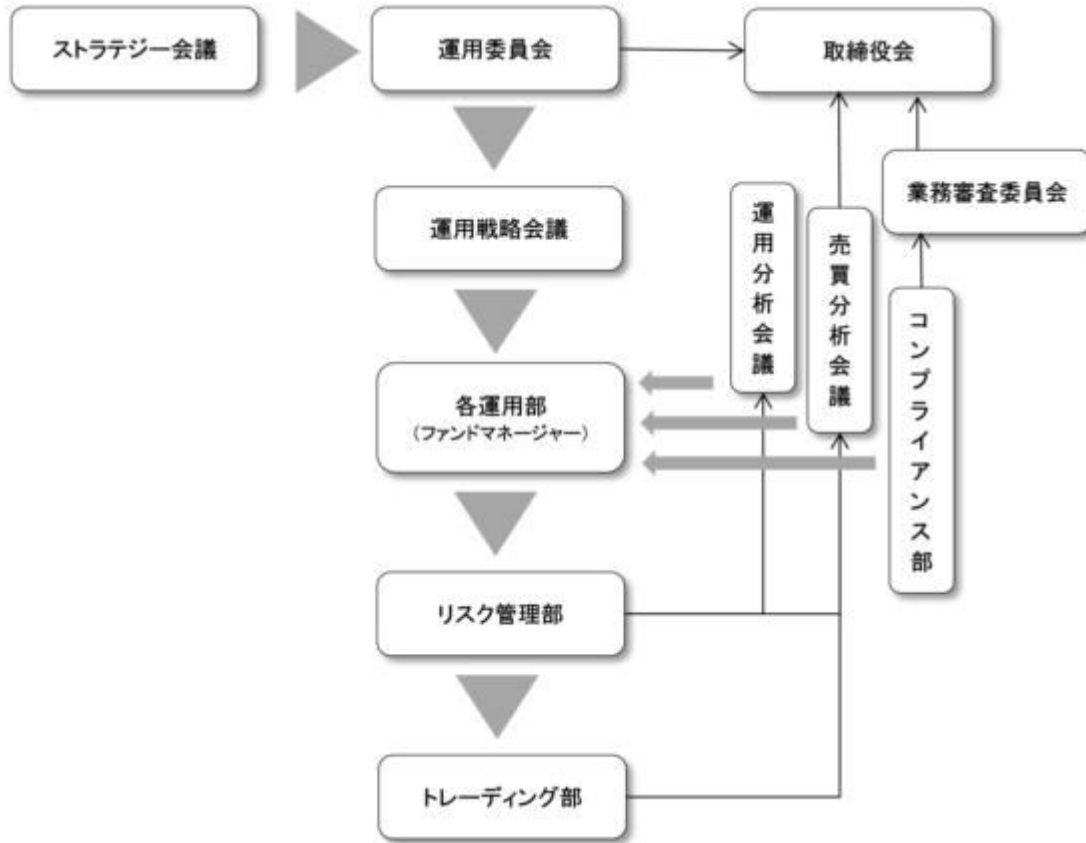 ストラテジー会議
運用委員会
取締役会
業務審査委員会
運用戦略会議
運用分析会議
売買分析会議
コンプライアンス部
各運用部
(ファンドマネージャー)
リスク管理部
トレーディング部